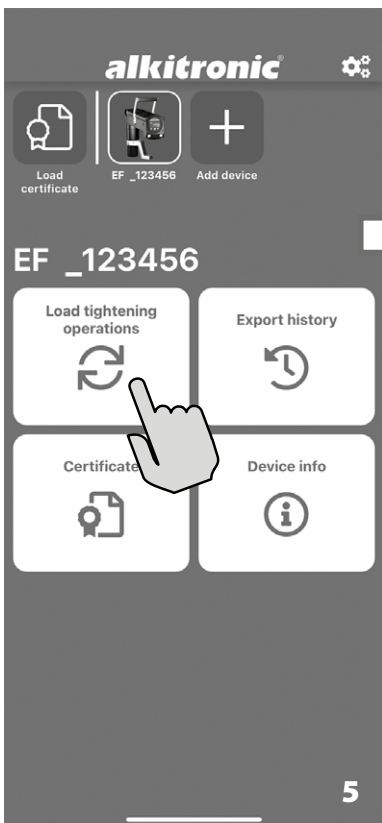 alkitronic®
Load
certificate
EF _123456
Add device
EF _123456
Load tightening
operations
Export history
Certificate
Device info
5